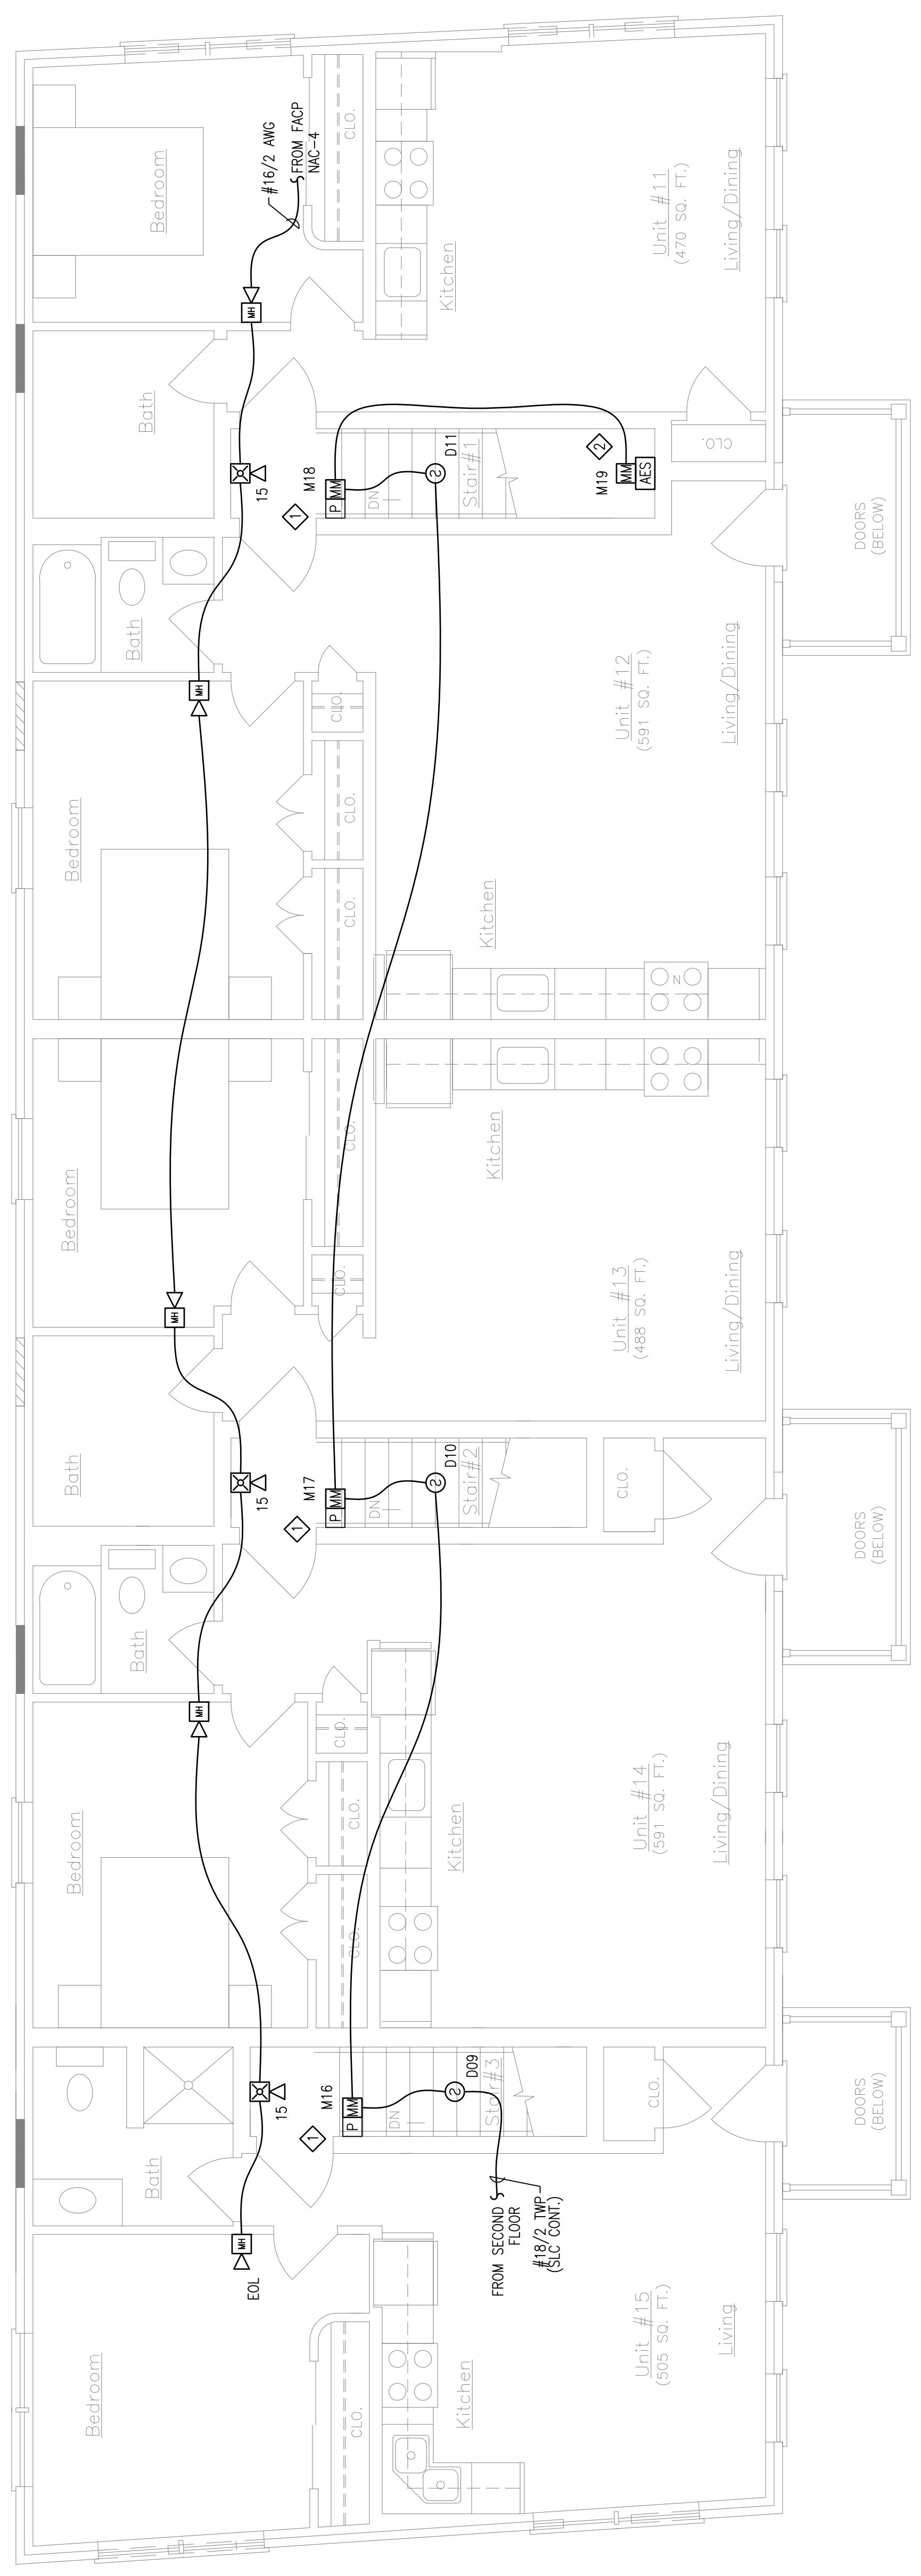 Bedroom
Kitchen
CLO.
Unit #15
(505 SQ. FT.)
Living
MH
EOL
FROM SECOND
FLOOR
#18/2 TWP
(SLC CONT.)
Bath
15
1
M16
P
MM
DN
S
D09
Stair#3
CLO.
DOORS
(BELOW)
Bedroom
CLO.
CLO.
CLO.
Kitchen
Unit #14
(591 SQ. FT.)
Living/Dining
MH
Bath
15
1
M17
P
MM
DN
S
D10
Stair#2
CLO.
DOORS
(BELOW)
Bath
MH
Bedroom
CLO.
CLO.
Kitchen
Unit #13
(488 SQ. FT.)
Living/Dining
Bedroom
CLO.
CLO.
CLO.
Kitchen
N
Unit #12
(591 SQ. FT.)
Living/Dining
MH
Bath
15
1
M18
P
MM
DN
S
D11
Stair#1
2
M19
MM
AES
CLO.
DOORS
(BELOW)
Bath
MH
Bedroom
#16/2 AWG
FROM FACP
NAC-4
CLO.
Kitchen
Unit #11
(470 SQ. FT.)
Living/Dining